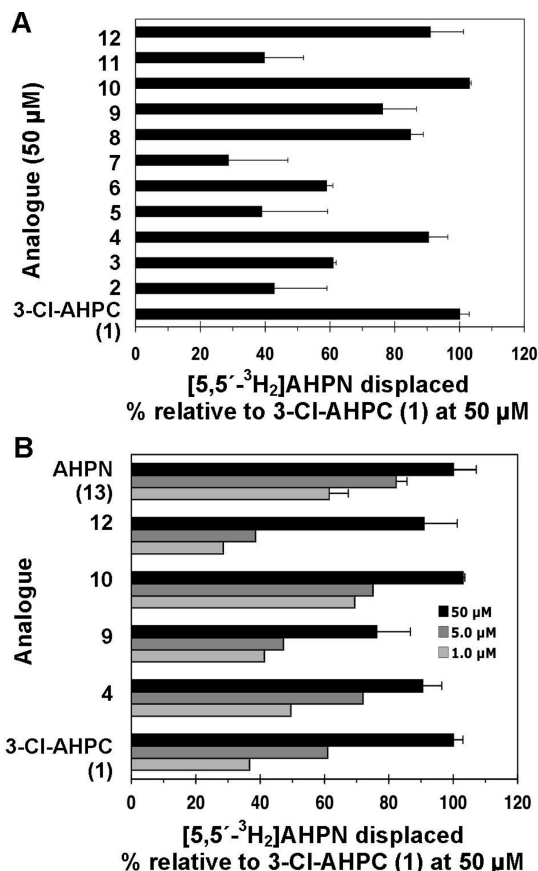 A
12
11
10
9
8
7
6
5
4
3
2
3-Cl-AHPC
(1)
Analogue (50 µM)
0 20 40 60 80 100 120
[5,5´-³H₂]AHPN displaced
% relative to 3-Cl-AHPC (1) at 50 µM
B
AHPN
(13)
12
10
9
4
3-Cl-AHPC
(1)
Analogue
50 µM
5.0 µM
1.0 µM
0 20 40 60 80 100 120
[5,5´-³H₂]AHPN displaced
% relative to 3-Cl-AHPC (1) at 50 µM